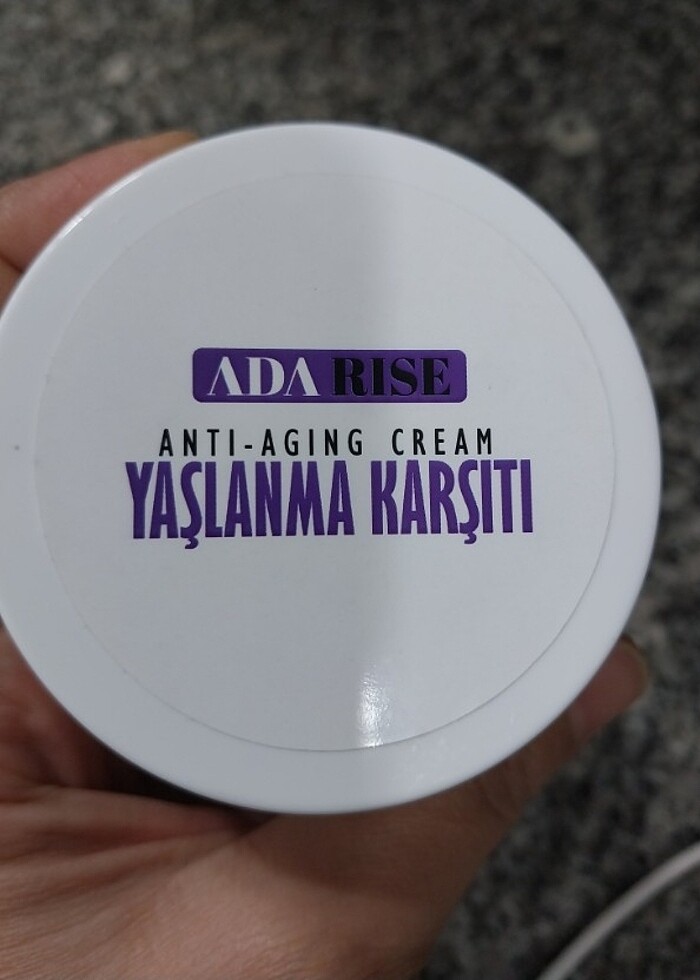 ADA RISE
ANTI-AGING CREAM
YAŞLANMA KARŞITI